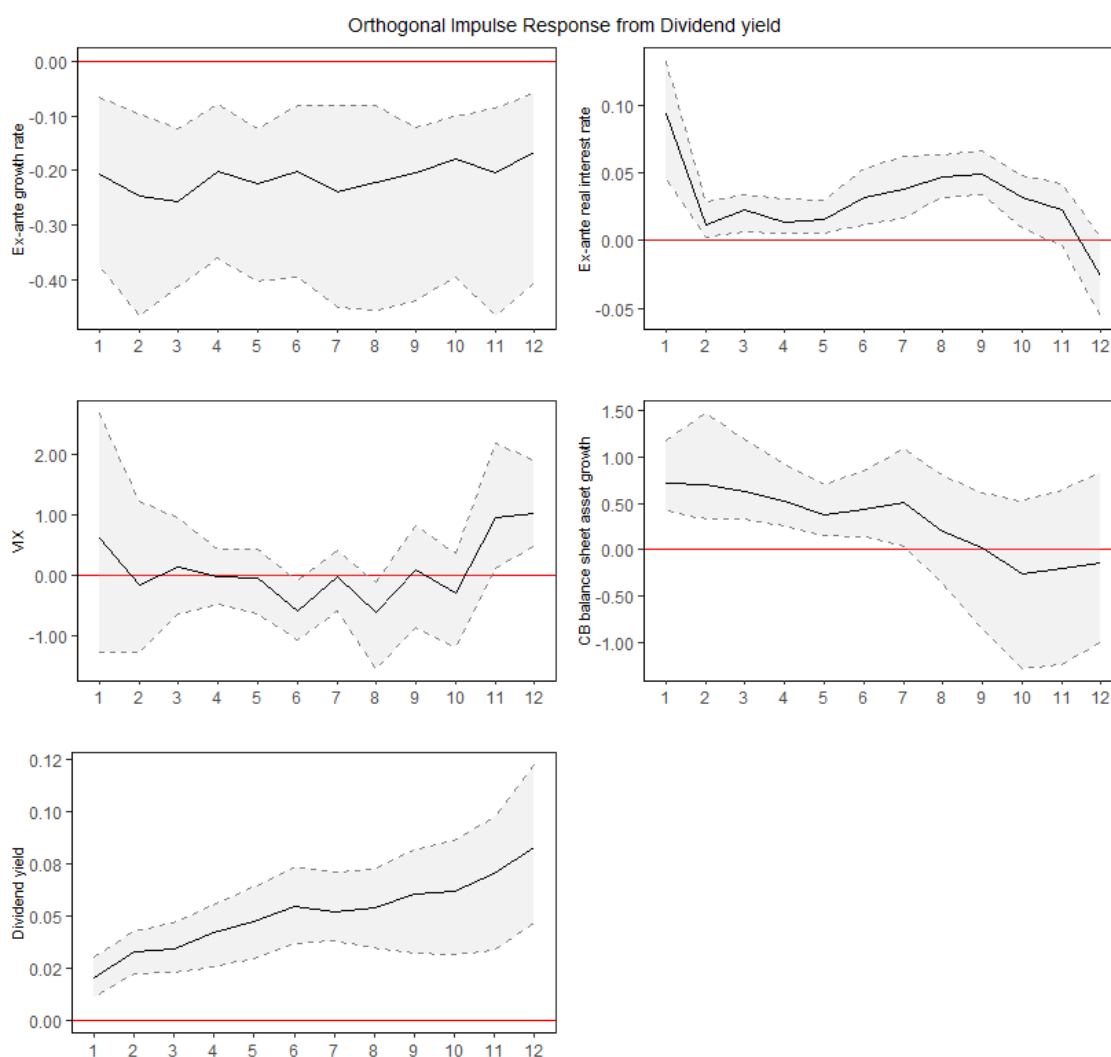 Orthogonal Impulse Response from Dividend yield
Ex-ante growth rate
0.00
-0.10
-0.20
-0.30
-0.40
1 2 3 4 5 6 7 8 9 10 11 12
Ex-ante real interest rate
0.10
0.05
0.00
-0.05
1 2 3 4 5 6 7 8 9 10 11 12
VIX
2.00
1.00
0.00
-1.00
1 2 3 4 5 6 7 8 9 10 11 12
CB balance sheet asset growth
1.50
1.00
0.50
0.00
-0.50
-1.00
1 2 3 4 5 6 7 8 9 10 11 12
Dividend yield
0.12
0.10
0.08
0.05
0.02
0.00
1 2 3 4 5 6 7 8 9 10 11 12